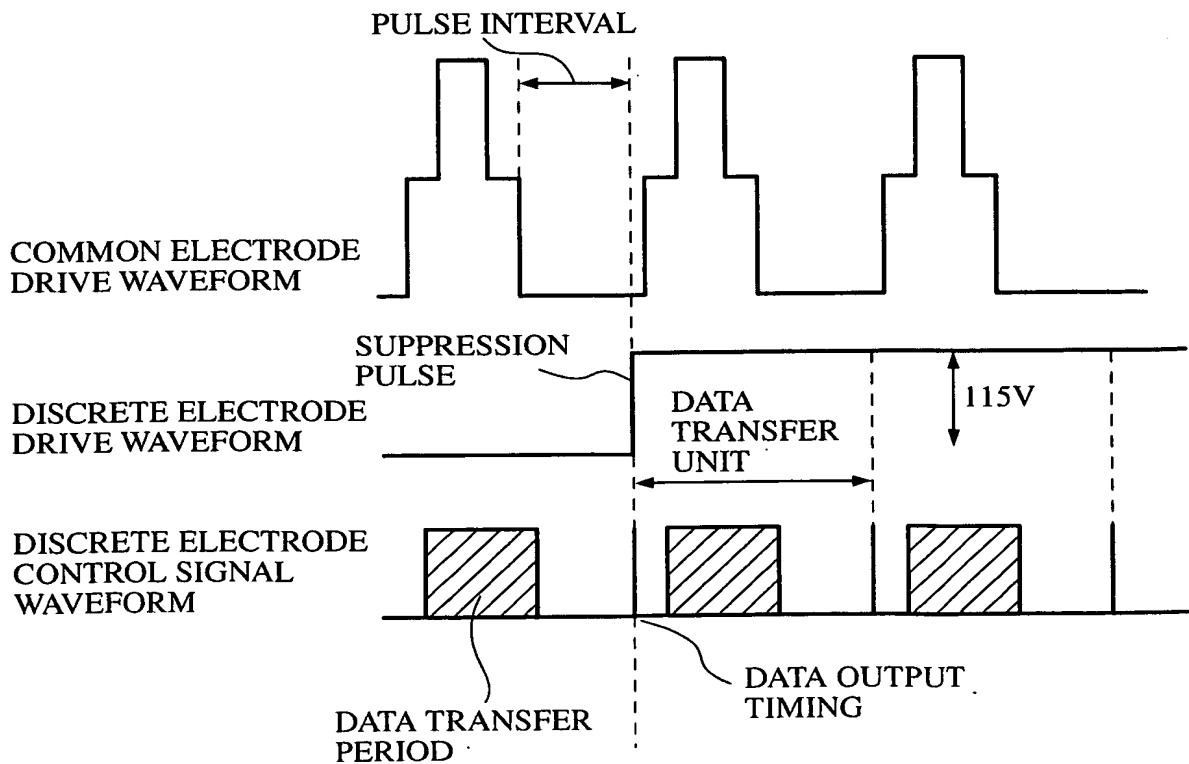 PULSE INTERVAL
COMMON ELECTRODE
DRIVE WAVEFORM
SUPPRESSION
PULSE
DISCRETE ELECTRODE
DRIVE WAVEFORM
DATA
TRANSFER
UNIT
115V
DISCRETE ELECTRODE
CONTROL SIGNAL
WAVEFORM
DATA OUTPUT
TIMING
DATA TRANSFER
PERIOD